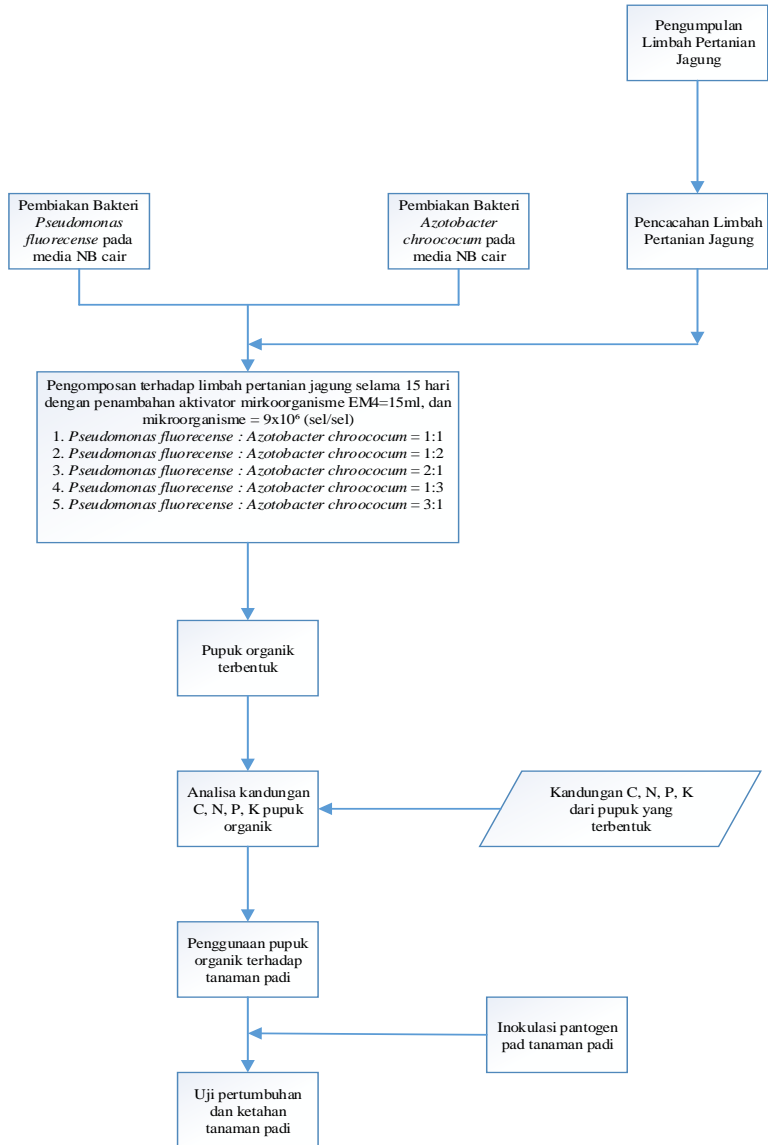 Pengumpulan
Limbah Pertanian
Jagung
Pembiakan Bakteri
Pseudomonas
fluorecense pada
media NB cair
Pembiakan Bakteri
Azotobacter
chroococum pada
media NB cair
Pencacahan Limbah
Pertanian Jagung
Pengomposan terhadap limbah pertanian jagung selama 15 hari
dengan penambahan aktivator mirkoorganisme EM4=15ml, dan
mikroorganisme = 9x10⁶ (sel/sel)
1. Pseudomonas fluorecense : Azotobacter chroococum = 1:1
2. Pseudomonas fluorecense : Azotobacter chroococum = 1:2
3. Pseudomonas fluorecense : Azotobacter chroococum = 2:1
4. Pseudomonas fluorecense : Azotobacter chroococum = 1:3
5. Pseudomonas fluorecense : Azotobacter chroococum = 3:1
Pupuk organik
terbentuk
Analisa kandungan
C, N, P, K pupuk
organik
Kandungan C, N, P, K
dari pupuk yang
terbentuk
Penggunaan pupuk
organik terhadap
tanaman padi
Inokulasi pantogen
pad tanaman padi
Uji pertumbuhan
dan ketahan
tanaman padi